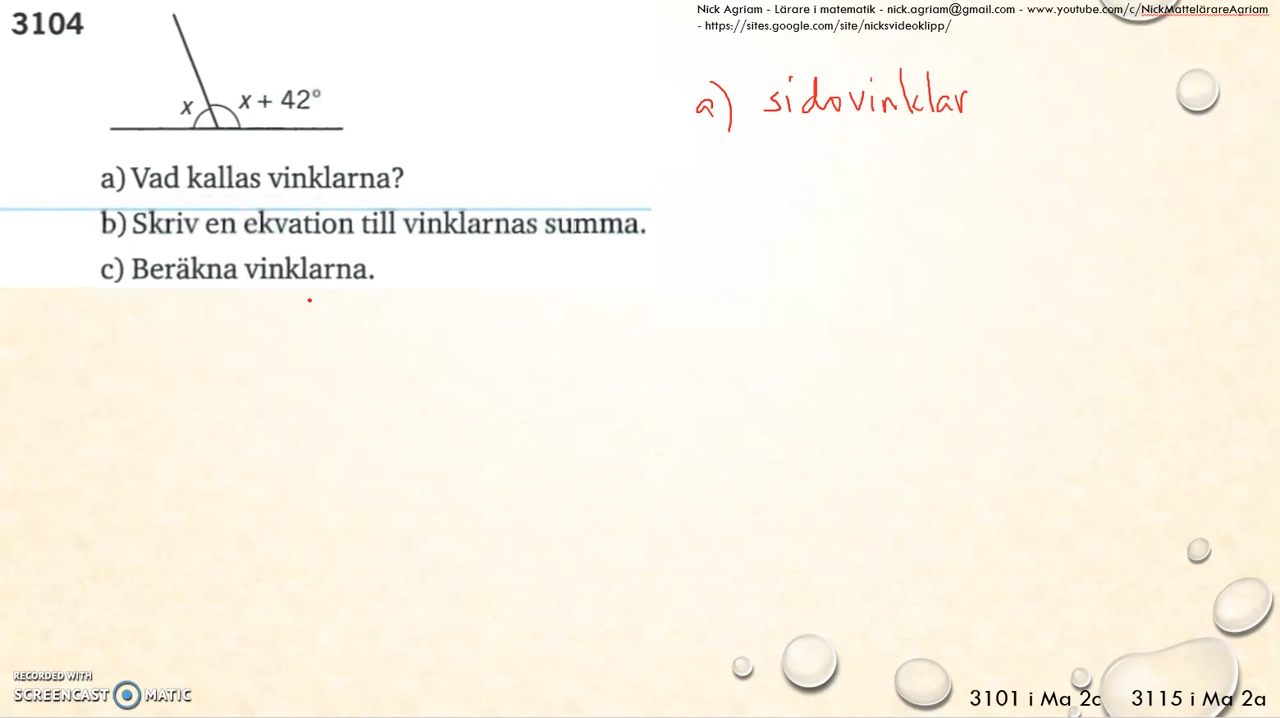 Nick Agriam - Lärare i matematik - nick.agriam@gmail.com - www.youtube.com/c/NickMattelärareAgriam
- https://sites.google.com/site/nicksvideoklipp/
3104
x
x + 42°
a) sidovinklar
a) Vad kallas vinklarna?
b) Skriv en ekvation till vinklarnas summa.
c) Beräkna vinklarna.
RECORDED WITH
SCREENCAST MATIC
3101 i Ma 2c 3115 i Ma 2a